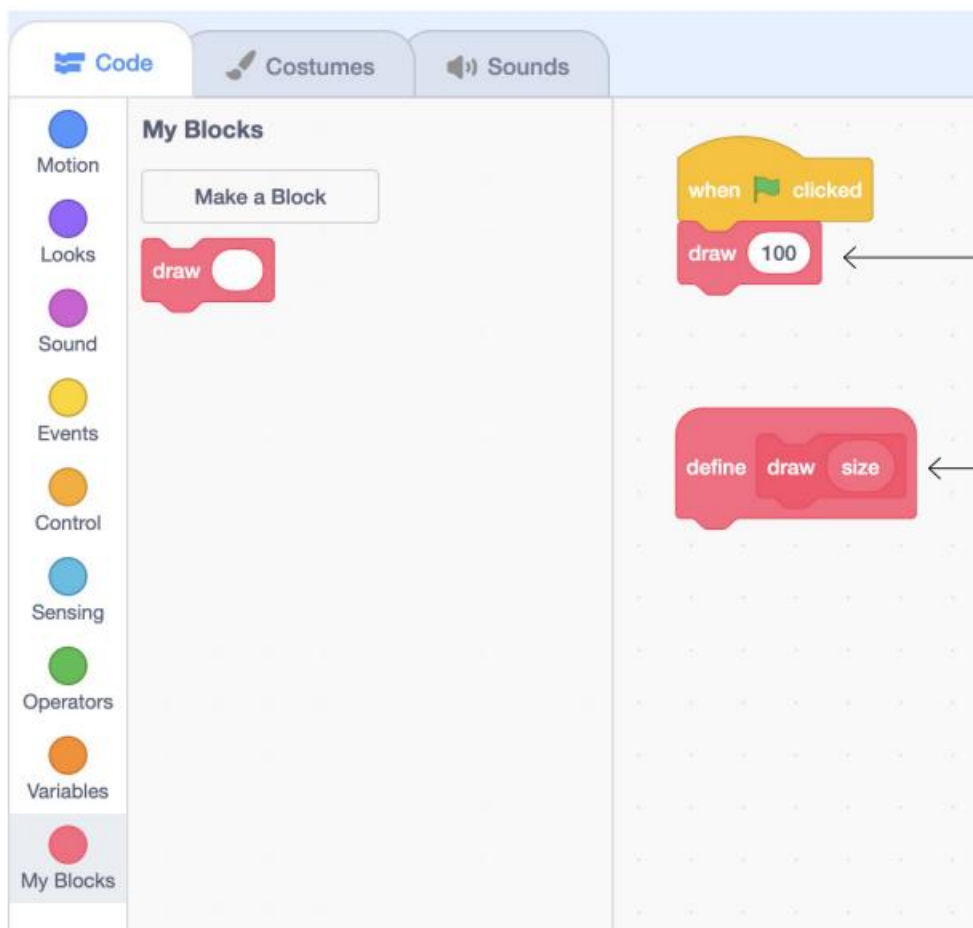 Code
Costumes
Sounds
Motion
Looks
Sound
Events
Control
Sensing
Operators
Variables
My Blocks
My Blocks
Make a Block
draw
when clicked
draw 100
define draw size